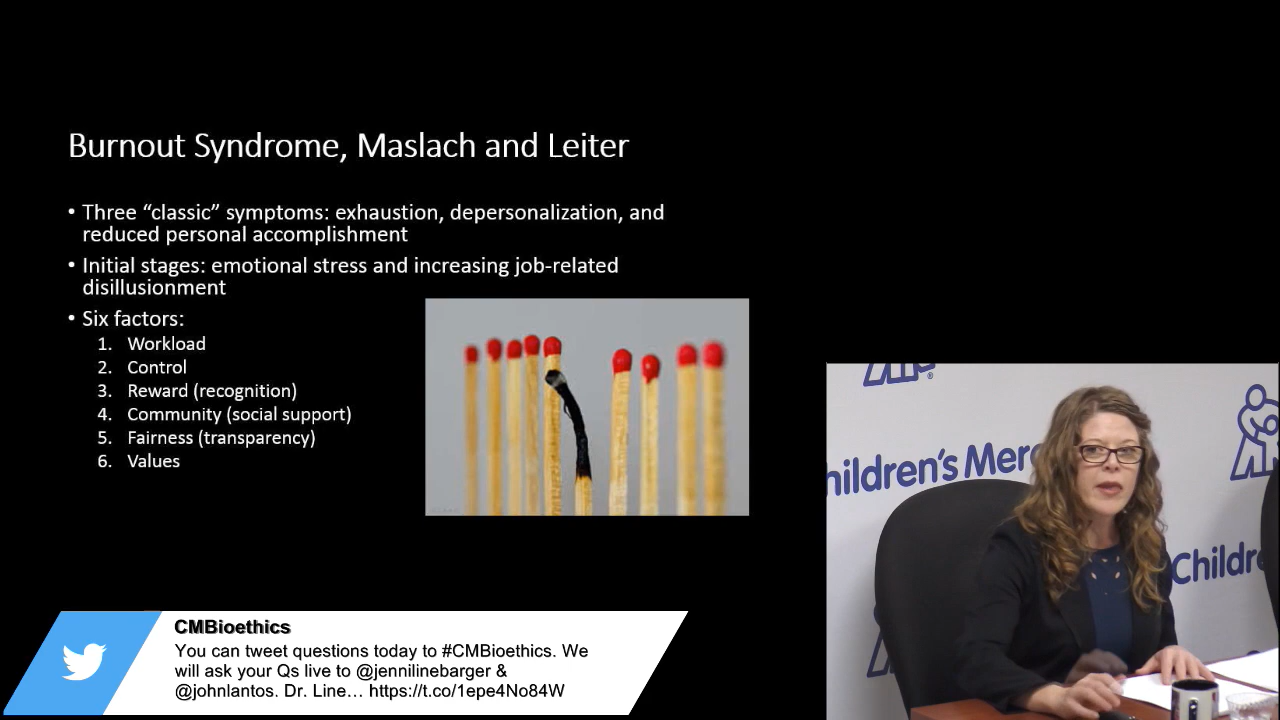 Burnout Syndrome, Maslach and Leiter
• Three “classic” symptoms: exhaustion, depersonalization, and
reduced personal accomplishment
• Initial stages: emotional stress and increasing job-related
disillusionment
• Six factors:
1. Workload
2. Control
3. Reward (recognition)
4. Community (social support)
5. Fairness (transparency)
6. Values
ildren's Mer
Childr
CMBioethics
You can tweet questions today to #CMBioethics. We
will ask your Qs live to @jennilinebarger &
@johnlantos. Dr. Line… https://t.co/1epe4No84W